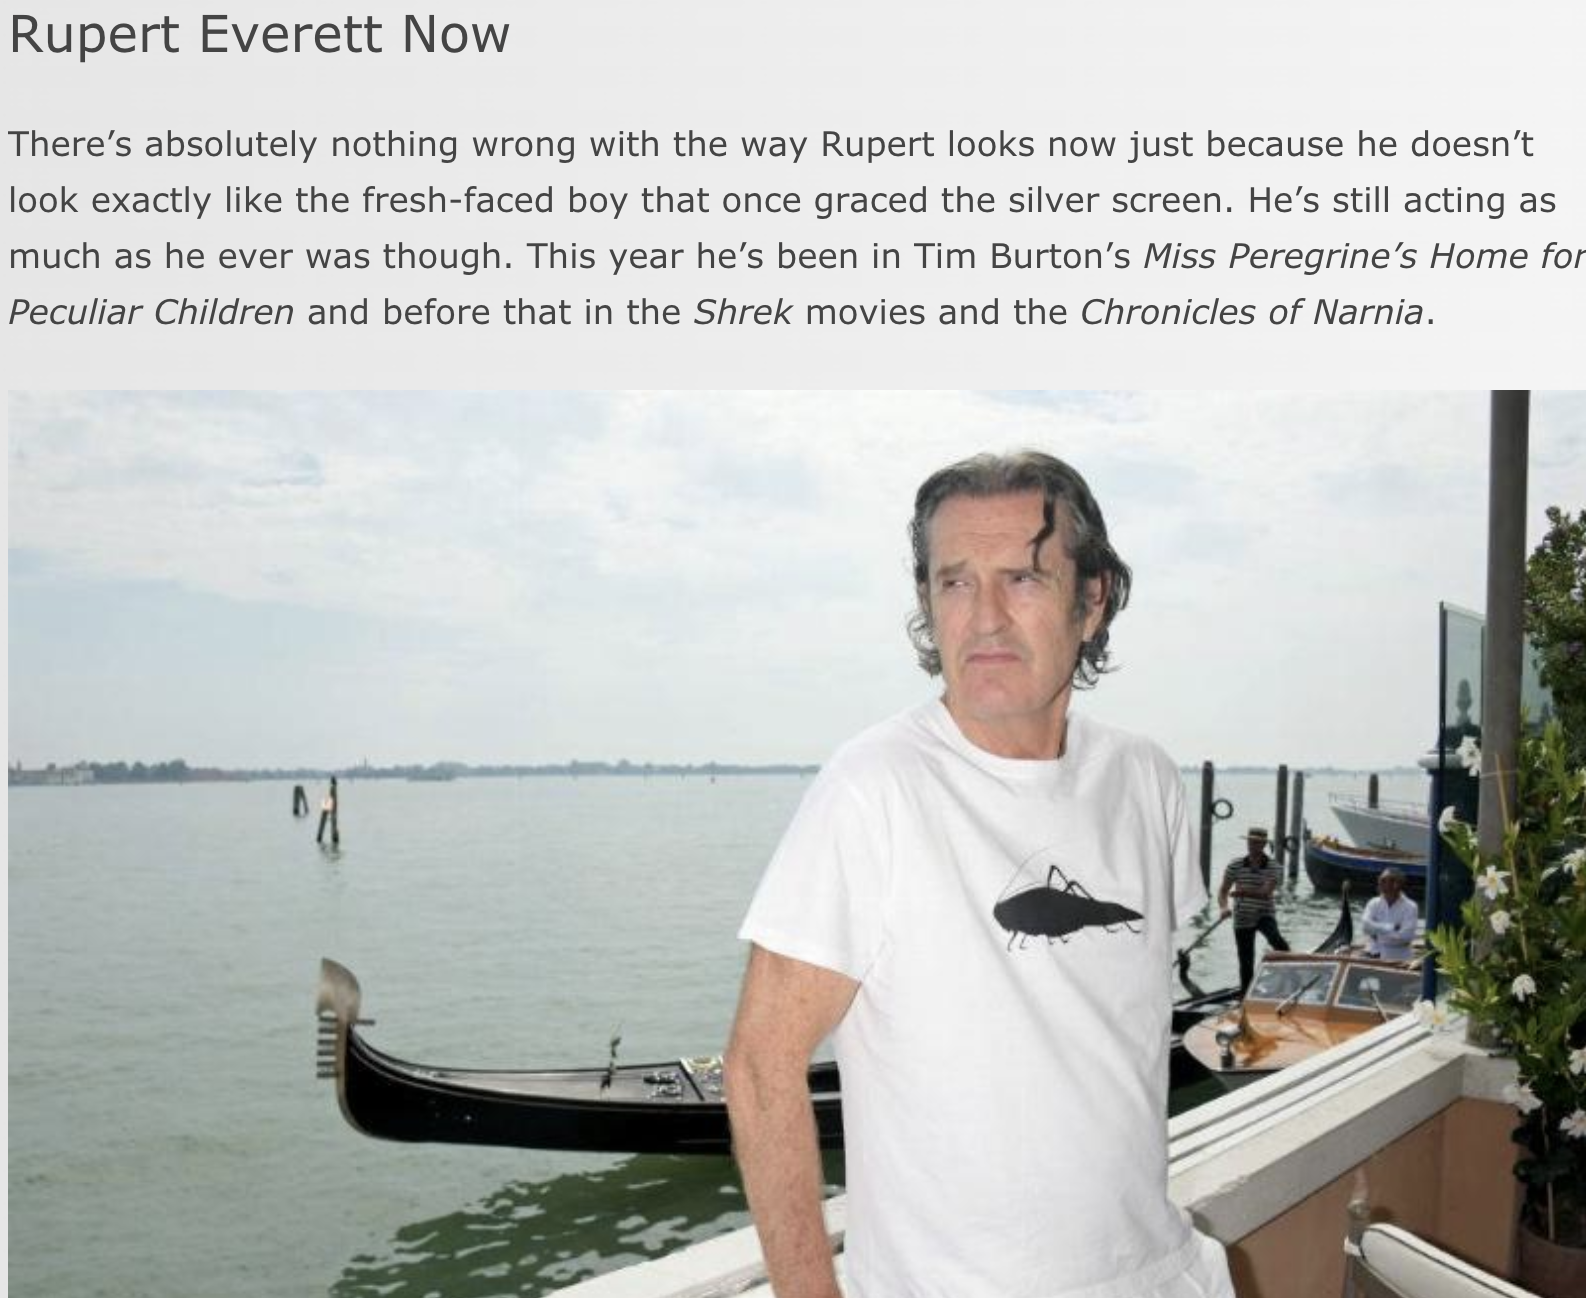 Rupert Everett Now
There’s absolutely nothing wrong with the way Rupert looks now just because he doesn’t
look exactly like the fresh-faced boy that once graced the silver screen. He’s still acting as
much as he ever was though. This year he’s been in Tim Burton’s Miss Peregrine’s Home for
Peculiar Children and before that in the Shrek movies and the Chronicles of Narnia.